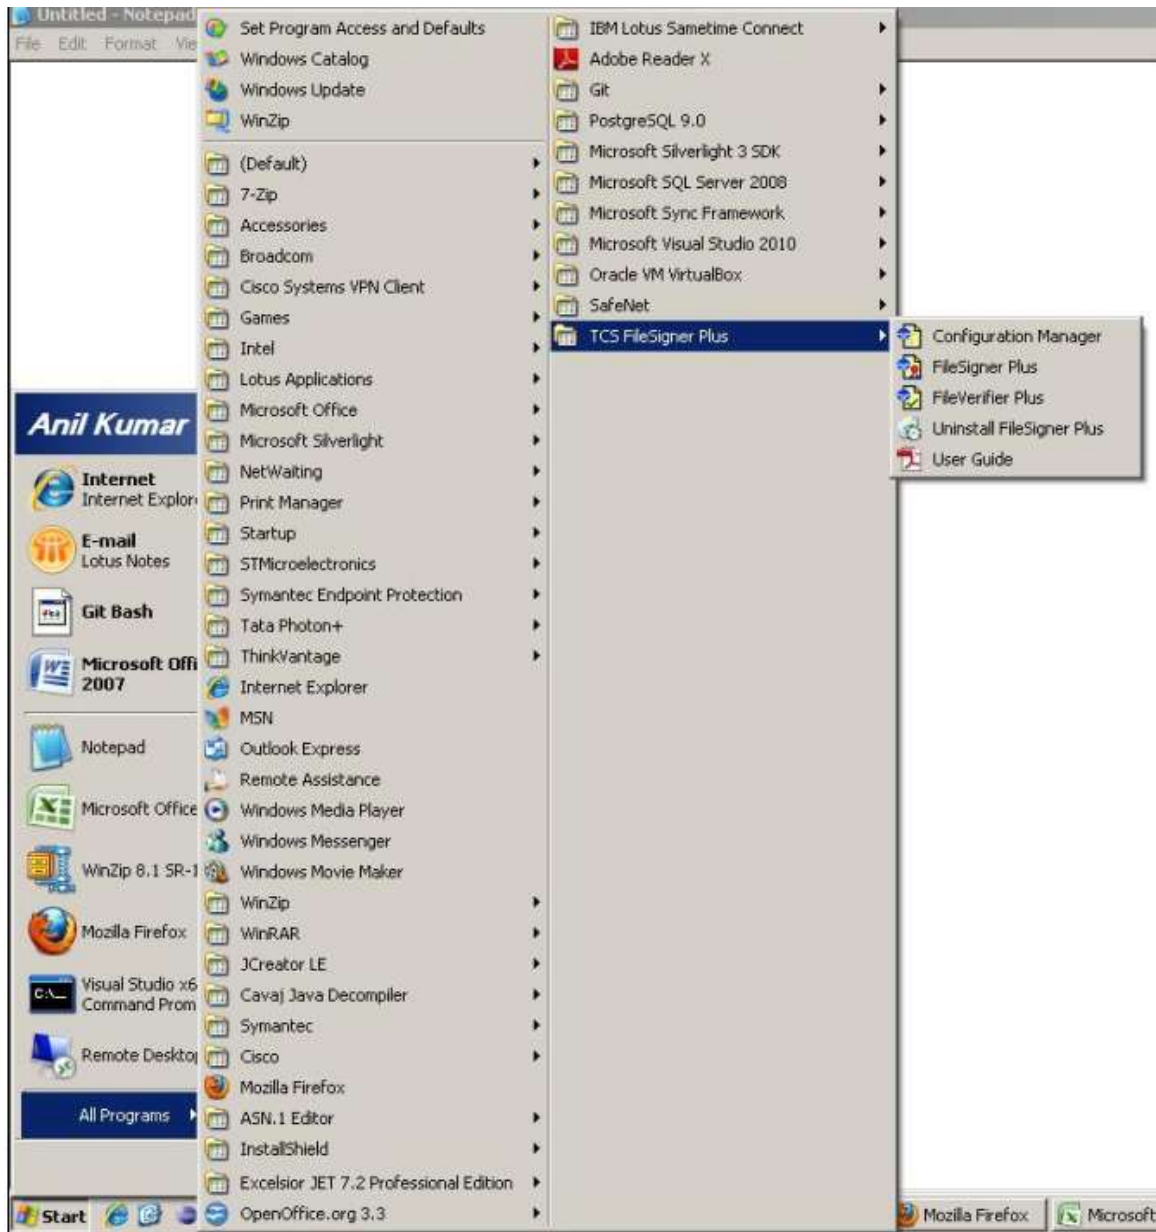 Untitled - Notepad
File Edit Format
Set Program Access and Defaults
Windows Catalog
Windows Update
WinZip
(Default)
7-Zip
Accessories
Broadcom
Cisco Systems VPN Client
Games
Intel
Lotus Applications
Microsoft Office
Microsoft Silverlight
NetWaiting
Print Manager
Startup
STMicroelectronics
Symantec Endpoint Protection
Tata Photon+
ThinkVantage
Internet Explorer
MSN
Outlook Express
Remote Assistance
Windows Media Player
Windows Messenger
Windows Movie Maker
WinZip
WinRAR
JCreator LE
Cavaj Java Decompiler
Symantec
Cisco
Mozilla Firefox
ASN.1 Editor
InstallShield
Excelsior JET 7.2 Professional Edition
OpenOffice.org 3.3
IBM Lotus Sametime Connect
Adobe Reader X
Git
PostgreSQL 9.0
Microsoft Silverlight 3 SDK
Microsoft SQL Server 2008
Microsoft Sync Framework
Microsoft Visual Studio 2010
Oracle VM VirtualBox
SafeNet
TCS FileSigner Plus
Configuration Manager
FileSigner Plus
FileVerifier Plus
Uninstall FileSigner Plus
User Guide
Anil Kumar
Internet
Internet Explor
E-mail
Lotus Notes
Git Bash
Microsoft Offi
2007
Notepad
Microsoft Office
WinZip 8.1 SR-1
Mozilla Firefox
C:\_
Visual Studio x6
Command Prom
Remote Desktop
All Programs
Start
Mozilla Firefox
Microsoft